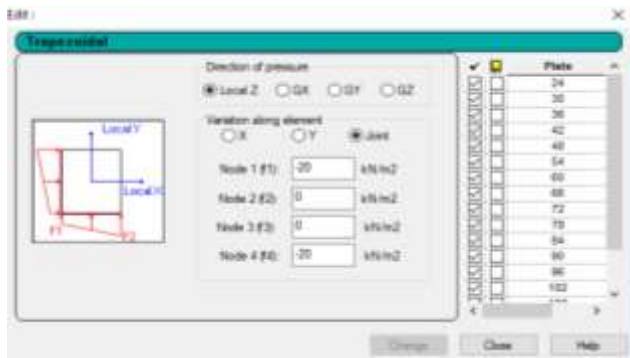 Edit :
Trapezoidal
Direction of pressure
Local Z GX GY GZ
Variation along element
X Y Joint
Local Y
Local X
f1
f2
Node 1 (f1): -20 kN/m2
Node 2 (f2): 0 kN/m2
Node 3 (f3): 0 kN/m2
Node 4 (f4): -20 kN/m2
Plate
24
30
36
42
48
54
60
66
72
78
84
90
96
102
Change Close Help